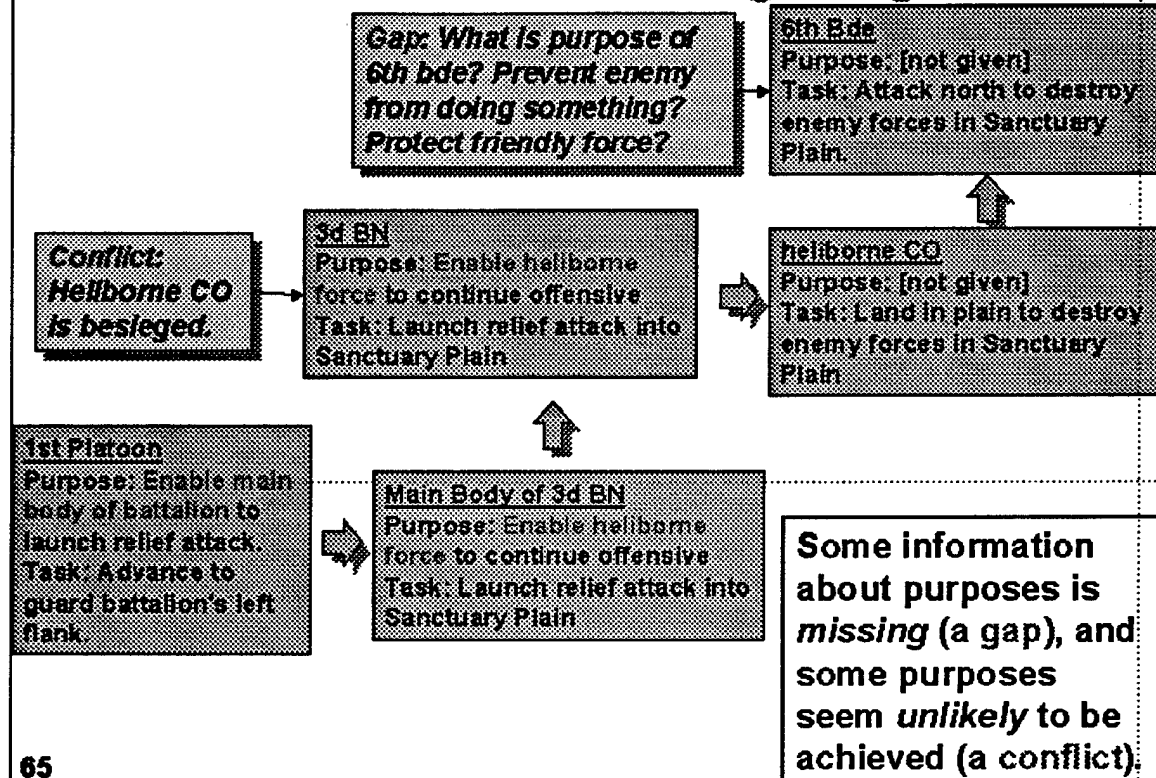 Gap: What is purpose of
6th bde? Prevent enemy
from doing something?
Protect friendly force?
6th Bde
Purpose: [not given]
Task: Attack north to destroy
enemy forces in Sanctuary
Plain.
Conflict:
Heliborne CO
is besieged.
3d BN
Purpose: Enable heliborne
force to continue offensive
Task: Launch relief attack into
Sanctuary Plain
heliborne CO
Purpose: [not given]
Task: Land in plain to destroy
enemy forces in Sanctuary
Plain
1st Platoon
Purpose: Enable main
body of battalion to
launch relief attack.
Task: Advance to
guard battalion's left
flank.
Main Body of 3d BN
Purpose: Enable heliborne
force to continue offensive
Task: Launch relief attack into
Sanctuary Plain
Some information
about purposes is
missing (a gap), and
some purposes
seem unlikely to be
achieved (a conflict).
65